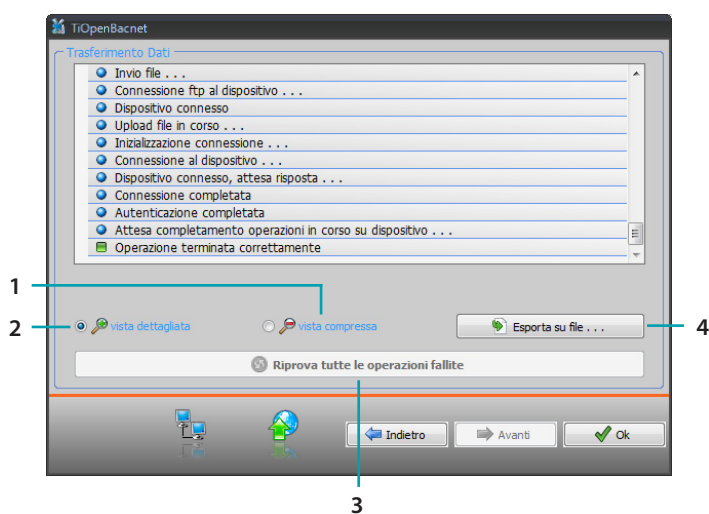 TiOpenBacnet
Trasferimento Dati
Invio file . . .
Connessione ftp al dispositivo . . .
Dispositivo connesso
Upload file in corso . . .
Inizializzazione connessione . . .
Connessione al dispositivo . . .
Dispositivo connesso, attesa risposta . . .
Connessione completata
Autenticazione completata
Attesa completamento operazioni in corso su dispositivo . . .
Operazione terminata correttamente
1
2 vista dettagliata vista compressa Esporta su file . . . 4
Riprova tutte le operazioni fallite
Indietro Avanti Ok
3